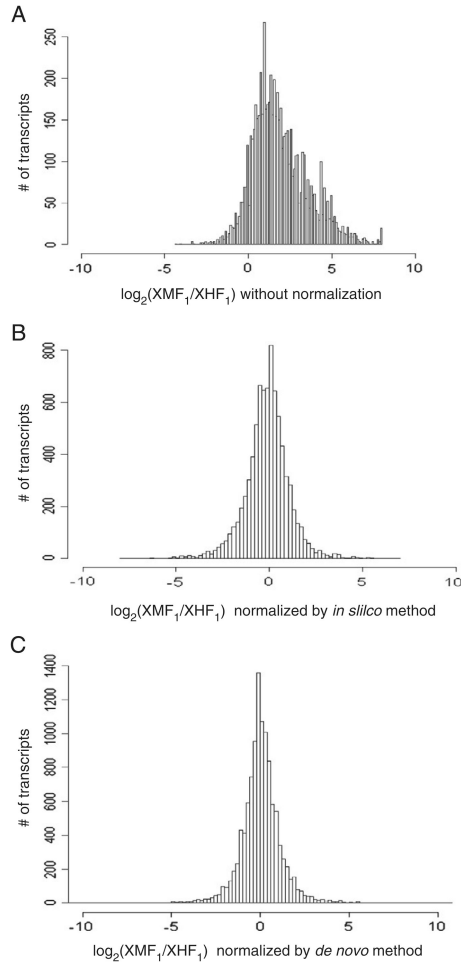 A
250
200
150
100
50
0
# of transcripts
-10 -5 0 5 10
log2(XMF1/XHF1) without normalization
B
800
600
400
200
0
# of transcripts
-10 -5 0 5 10
log2(XMF1/XHF1) normalized by in slilco method
C
1400
1200
1000
800
600
400
200
0
# of transcripts
-10 -5 0 5 10
log2(XMF1/XHF1) normalized by de novo method